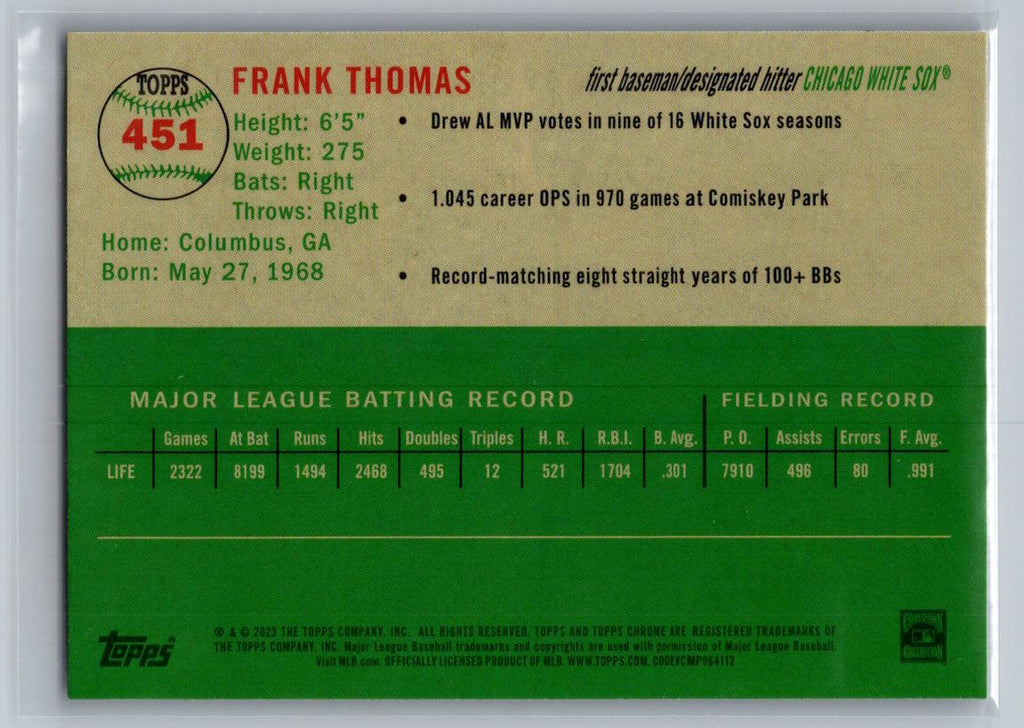 TOPPS
451
FRANK THOMAS
first baseman/designated hitter CHICAGO WHITE SOX®
Height: 6'5"
Weight: 275
Bats: Right
Throws: Right
Home: Columbus, GA
Born: May 27, 1968
• Drew AL MVP votes in nine of 16 White Sox seasons
• 1.045 career OPS in 970 games at Comiskey Park
• Record-matching eight straight years of 100+ BBs
MAJOR LEAGUE BATTING RECORD FIELDING RECORD
Games At Bat Runs Hits Doubles Triples H. R. R.B.I. B. Avg. P. O. Assists Errors F. Avg.
LIFE 2322 8199 1494 2468 495 12 521 1704 .301 7910 496 80 .991
topps®
® & © 2023 THE TOPPS COMPANY, INC. ALL RIGHTS RESERVED. TOPPS AND TOPPS CHROME ARE REGISTERED TRADEMARKS OF
THE TOPPS COMPANY, INC. Major League Baseball trademarks and copyrights are used with permission of Major League Baseball.
Visit MLB.com. OFFICIALLY LICENSED PRODUCT OF MLB. WWW.TOPPS.COM. CODE#CMP064112